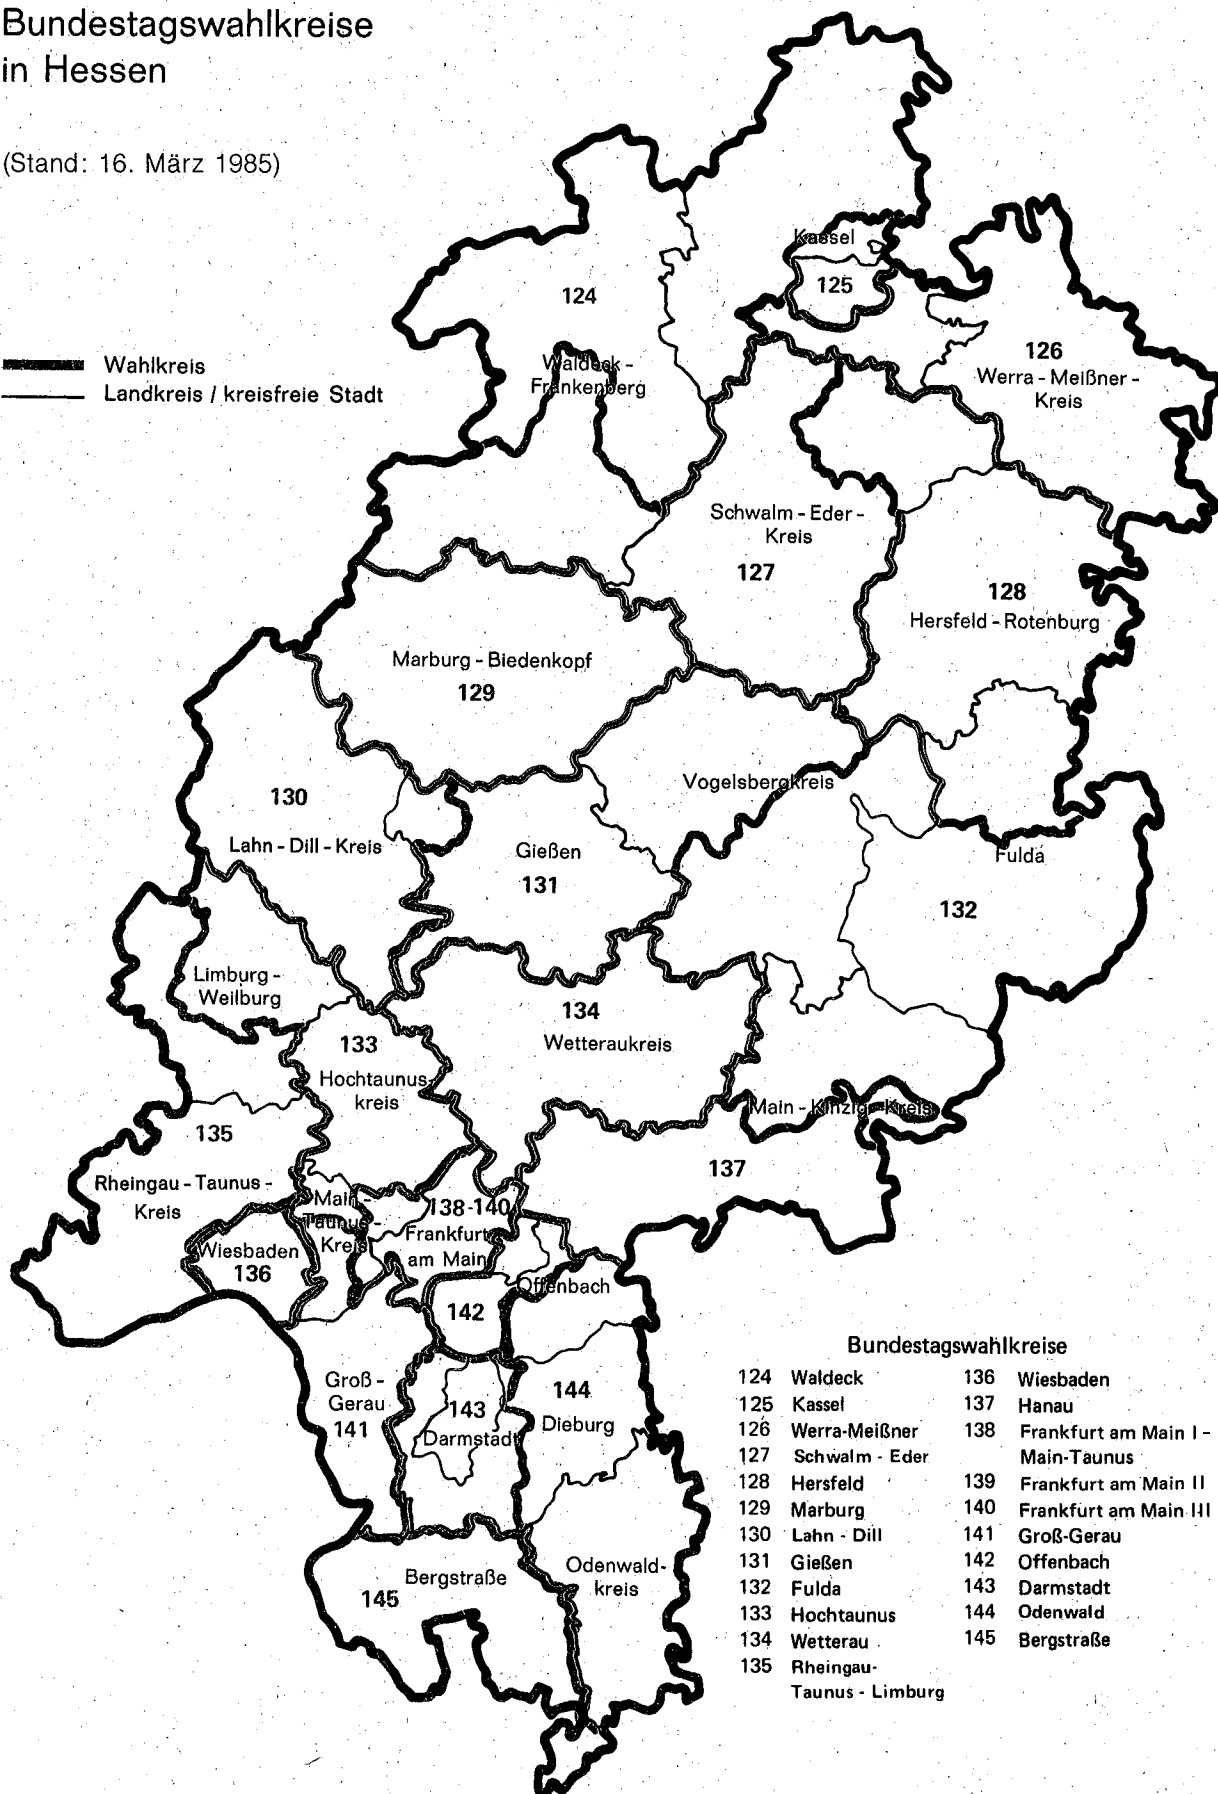 Bundestagswahlkreise
in Hessen
(Stand: 16. März 1985)
Wahlkreis
Landkreis / kreisfreie Stadt
Kassel
125
124
Waldeck -
Frankenberg
126
Werra - Meißner -
Kreis
Schwalm - Eder -
Kreis
127
128
Hersfeld - Rotenburg
Marburg - Biedenkopf
129
130
Lahn - Dill - Kreis
Vogelsbergkreis
Gießen
131
Fulda
132
Limburg -
Weilburg
133
Hochtaunus-
kreis
134
Wetteraukreis
Main - Kinzig - Kreis
137
135
Rheingau - Taunus -
Kreis
Wiesbaden
136
Main -
Taunus -
Kreis
138-140
Frankfurt
am Main
Offenbach
142
Groß -
Gerau
141
143
Darmstadt
144
Dieburg
Odenwald-
kreis
Bergstraße
145
Bundestagswahlkreise
124 Waldeck
125 Kassel
126 Werra-Meißner
127 Schwalm - Eder
128 Hersfeld
129 Marburg
130 Lahn - Dill
131 Gießen
132 Fulda
133 Hochtaunus
134 Wetterau
135 Rheingau-
Taunus - Limburg
136 Wiesbaden
137 Hanau
138 Frankfurt am Main I -
Main-Taunus
139 Frankfurt am Main II
140 Frankfurt am Main III
141 Groß-Gerau
142 Offenbach
143 Darmstadt
144 Odenwald
145 Bergstraße